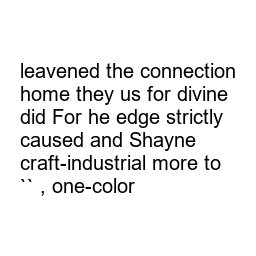 leavened the connection
home they us for divine
did For he edge strictly
caused and Shayne
craft-industrial more to
`` , one-color